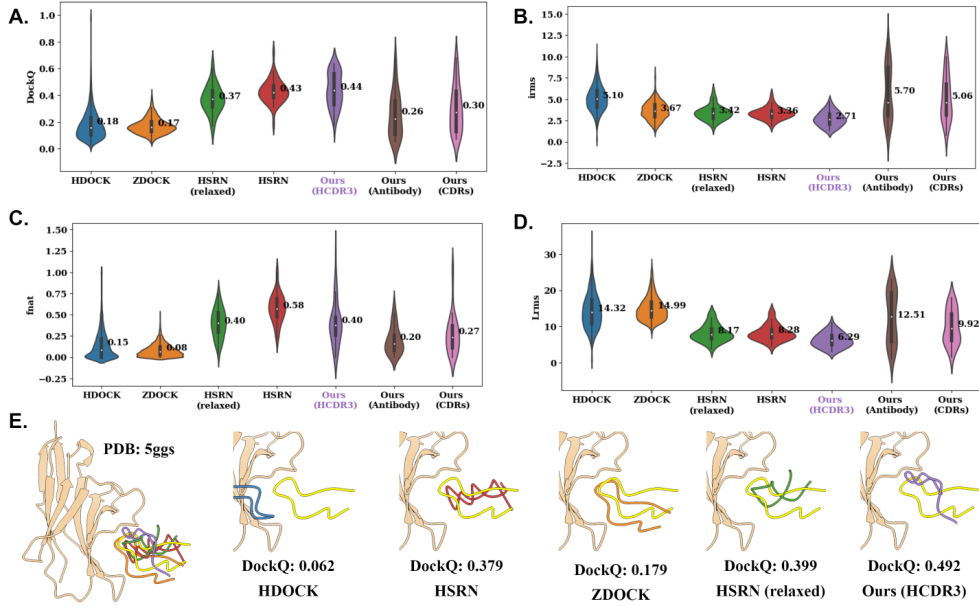 A.
DockQ
1.0
0.8
0.6
0.4
0.2
0.0
0.18
0.17
0.37
0.43
0.44
0.26
0.30
HDOCK
ZDOCK
HSRN
(relaxed)
HSRN
Ours
(HCDR3)
Ours
(Antibody)
Ours
(CDRs)
B.
irms
15.0
12.5
10.0
7.5
5.0
2.5
0.0
−2.5
5.10
3.67
3.42
3.36
2.71
5.70
5.06
HDOCK
ZDOCK
HSRN
(relaxed)
HSRN
Ours
(HCDR3)
Ours
(Antibody)
Ours
(CDRs)
C.
fnat
1.50
1.25
1.00
0.75
0.50
0.25
0.00
−0.25
0.15
0.08
0.40
0.58
0.40
0.20
0.27
HDOCK
ZDOCK
HSRN
(relaxed)
HSRN
Ours
(HCDR3)
Ours
(Antibody)
Ours
(CDRs)
D.
Lrms
30
20
10
0
14.32
14.99
8.17
8.28
6.29
12.51
9.92
HDOCK
ZDOCK
HSRN
(relaxed)
HSRN
Ours
(HCDR3)
Ours
(Antibody)
Ours
(CDRs)
E.
PDB: 5ggs
DockQ: 0.062
HDOCK
DockQ: 0.379
HSRN
DockQ: 0.179
ZDOCK
DockQ: 0.399
HSRN (relaxed)
DockQ: 0.492
Ours (HCDR3)